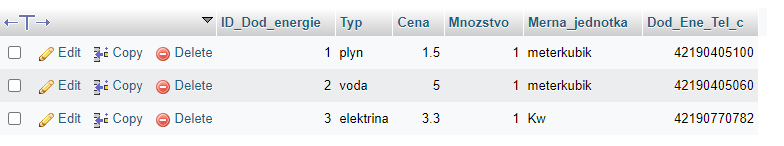 ID_Dod_energie Typ Cena Mnozstvo Merna_jednotka Dod_Ene_Tel_c
Edit Copy Delete 1 plyn 1.5 1 meterkubik 42190405100
Edit Copy Delete 2 voda 5 1 meterkubik 42190405060
Edit Copy Delete 3 elektrina 3.3 1 Kw 42190770782